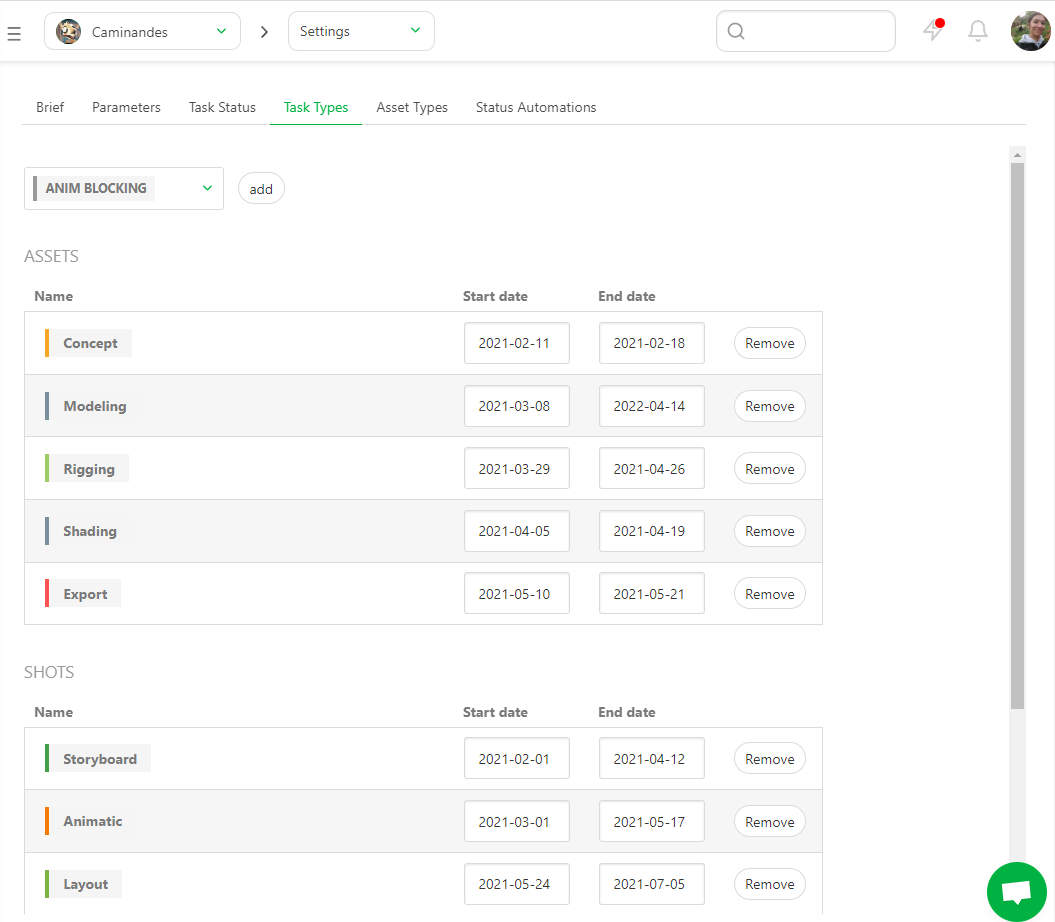 Caminandes
Settings
Brief Parameters Task Status Task Types Asset Types Status Automations
ANIM BLOCKING add
ASSETS
Name Start date End date
Concept 2021-02-11 2021-02-18 Remove
Modeling 2021-03-08 2022-04-14 Remove
Rigging 2021-03-29 2021-04-26 Remove
Shading 2021-04-05 2021-04-19 Remove
Export 2021-05-10 2021-05-21 Remove
SHOTS
Name Start date End date
Storyboard 2021-02-01 2021-04-12 Remove
Animatic 2021-03-01 2021-05-17 Remove
Layout 2021-05-24 2021-07-05 Remove